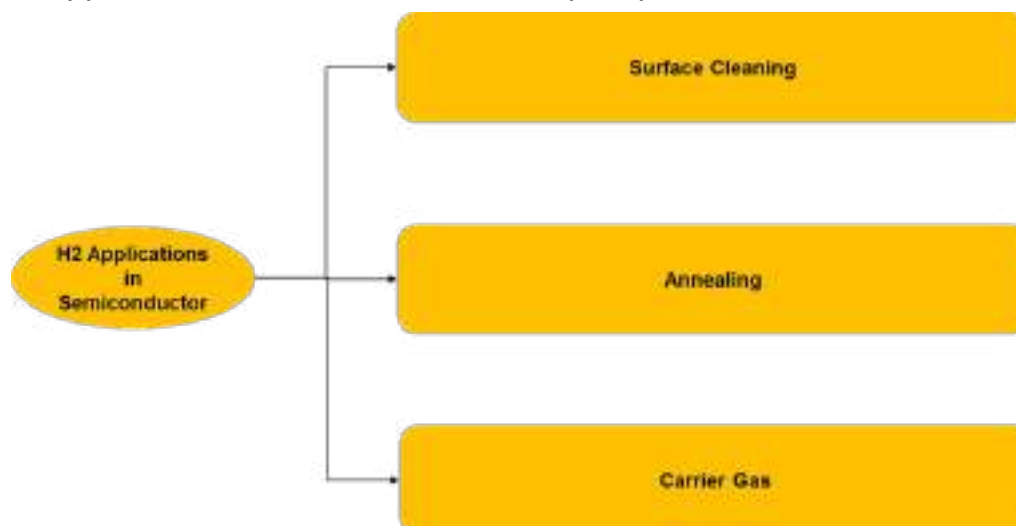 Surface Cleaning
H2 Applications
in
Semiconductor
Annealing
Carrier Gas